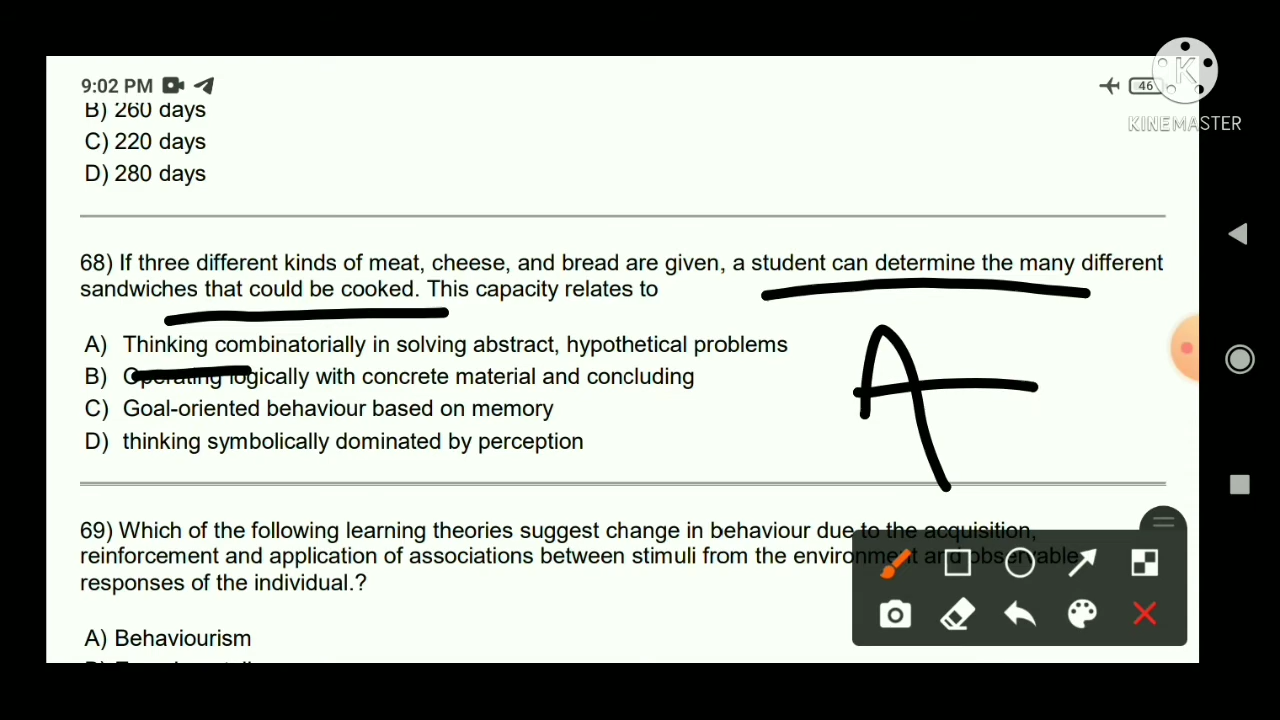 9:02 PM
46
KINEMASTER
B) 260 days
C) 220 days
D) 280 days
68) If three different kinds of meat, cheese, and bread are given, a student can determine the many different
sandwiches that could be cooked. This capacity relates to
A) Thinking combinatorially in solving abstract, hypothetical problems
B) Operating logically with concrete material and concluding
C) Goal-oriented behaviour based on memory
D) thinking symbolically dominated by perception
A
69) Which of the following learning theories suggest change in behaviour due to the acquisition,
reinforcement and application of associations between stimuli from the environment and observable
responses of the individual.?
A) Behaviourism